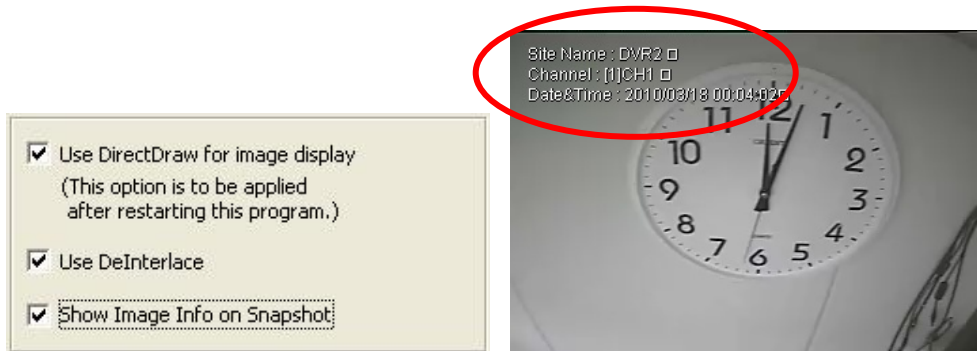 Use DirectDraw for image display
(This option is to be applied
after restarting this program.)
Use DeInterlace
Show Image Info on Snapshot
Site Name : DVR2 □
Channel : [1]CH1 □
Date&Time : 2010/03/18 00:04:02□
11
12
1
10
2
9
3
8
4
7
6
5